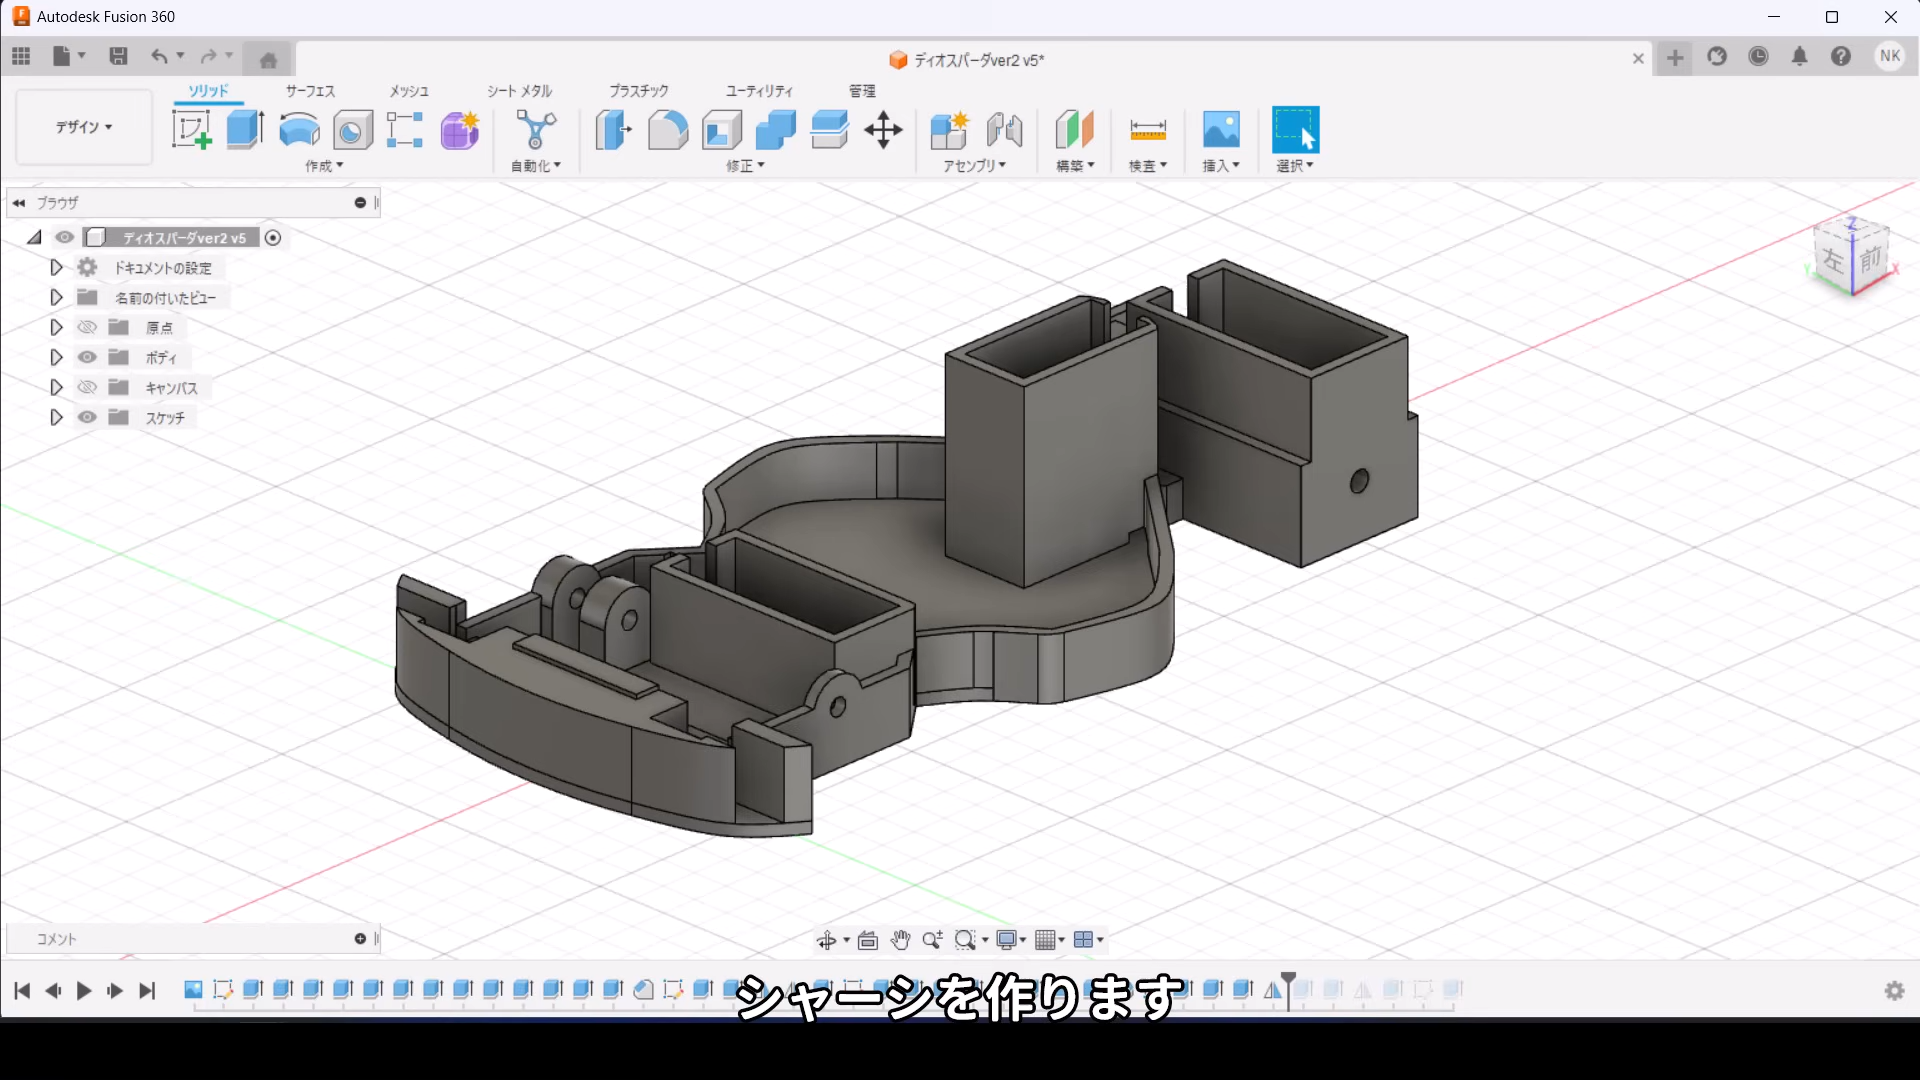 Autodesk Fusion 360
ディオスパーダver2 v5*
NK
デザイン
ソリッド
サーフェス
メッシュ
シート メタル
プラスチック
ユーティリティ
管理
作成
自動化
修正
アセンブリ
構築
検査
挿入
選択
ブラウザ
ディオスパーダver2 v5
ドキュメントの設定
名前の付いたビュー
原点
ボディ
キャンバス
スケッチ
Z
左
前
Y
X
コメント
シャーシを作ります